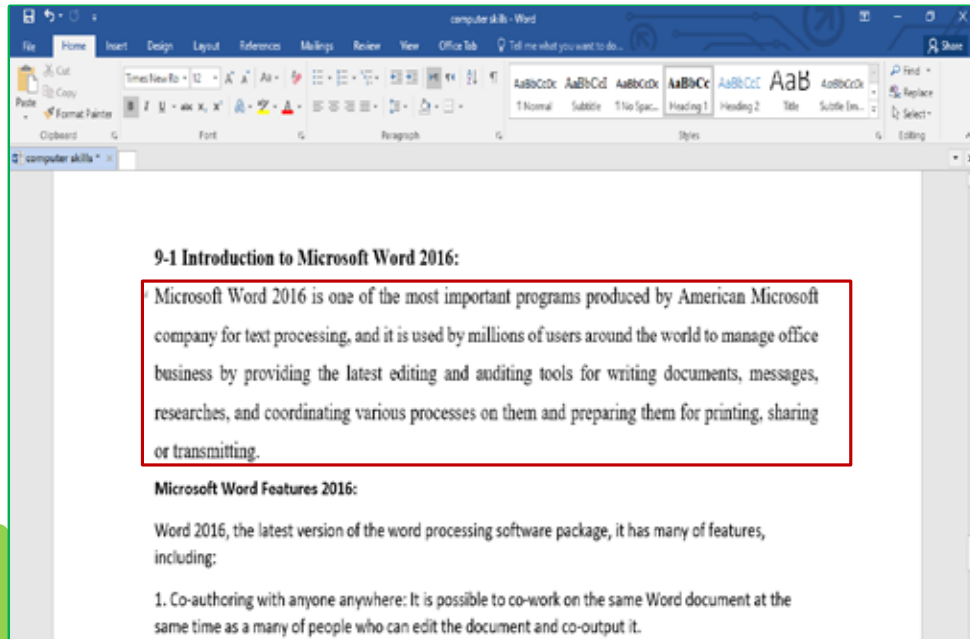 computer skills - Word
File Home Insert Design Layout References Mailings Review View Office Tab Tell me what you want to do... Share
Cut
Copy
Paste
Format Painter
Times New Ro 12
AaBbCcDc AaBbCcI AaBbCcDc AaBbCc AaBbCcI AaB AaBbCcDc
¶ Normal Subtitle ¶ No Spac... Heading 1 Heading 2 Title Subtle Em...
Find
Replace
Select
Clipboard Font Paragraph Styles Editing
computer skills *
9-1 Introduction to Microsoft Word 2016:
Microsoft Word 2016 is one of the most important programs produced by American Microsoft
company for text processing, and it is used by millions of users around the world to manage office
business by providing the latest editing and auditing tools for writing documents, messages,
researches, and coordinating various processes on them and preparing them for printing, sharing
or transmitting.
Microsoft Word Features 2016:
Word 2016, the latest version of the word processing software package, it has many of features,
including:
1. Co-authoring with anyone anywhere: It is possible to co-work on the same Word document at the
same time as a many of people who can edit the document and co-output it.